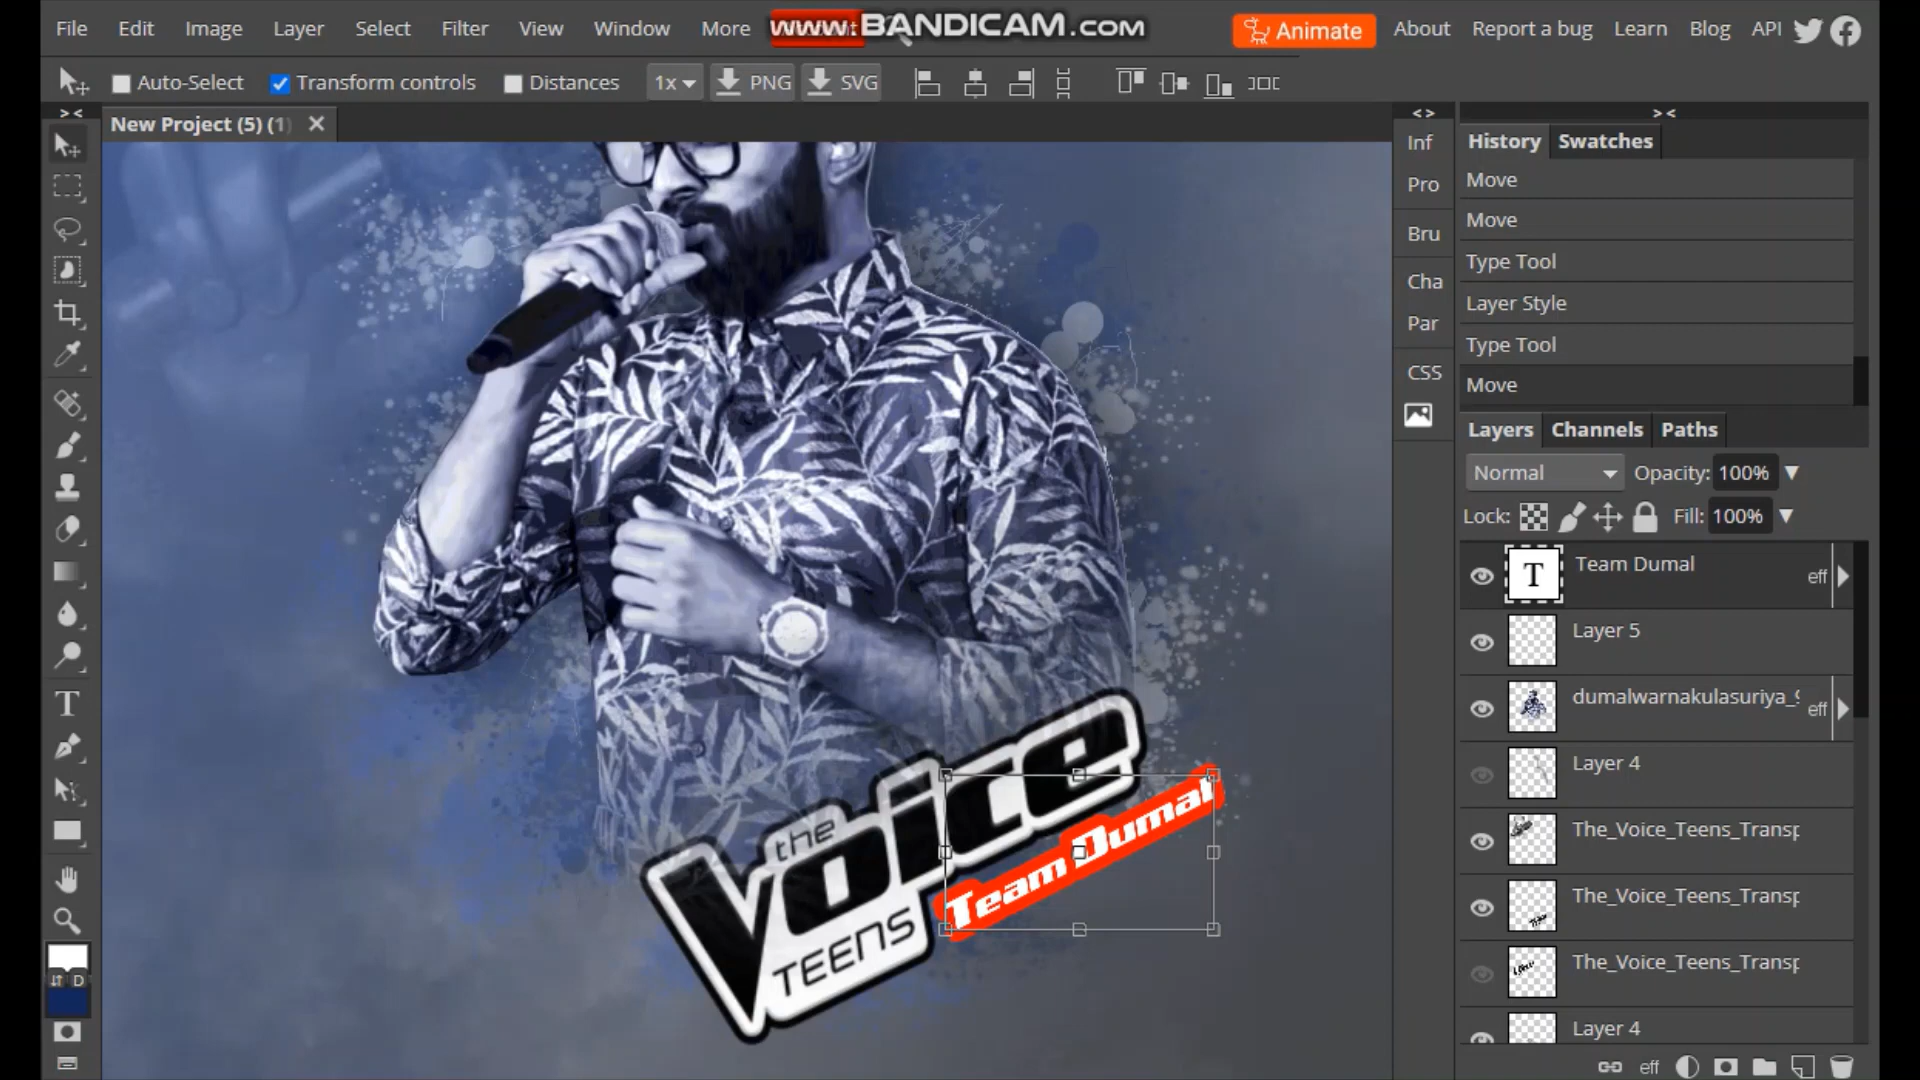 File Edit Image Layer Select Filter View Window More
www.BANDICAM.com
Animate About Report a bug Learn Blog API
Auto-Select Transform controls Distances 1x PNG SVG
> < New Project (5) (1) ✕ < > > <
Inf
Pro
Bru
Cha
Par
CSS
History Swatches
Move
Move
Type Tool
Layer Style
Type Tool
Move
Layers Channels Paths
Normal Opacity: 100%
Lock: Fill: 100%
T Team Dumal eff
Layer 5
dumalwarnakulasuriya_9 eff
Layer 4
The_Voice_Teens_Transp
The_Voice_Teens_Transp
The_Voice_Teens_Transp
Layer 4
eff
T
D
the
Voice
TEENS
Team Dumal